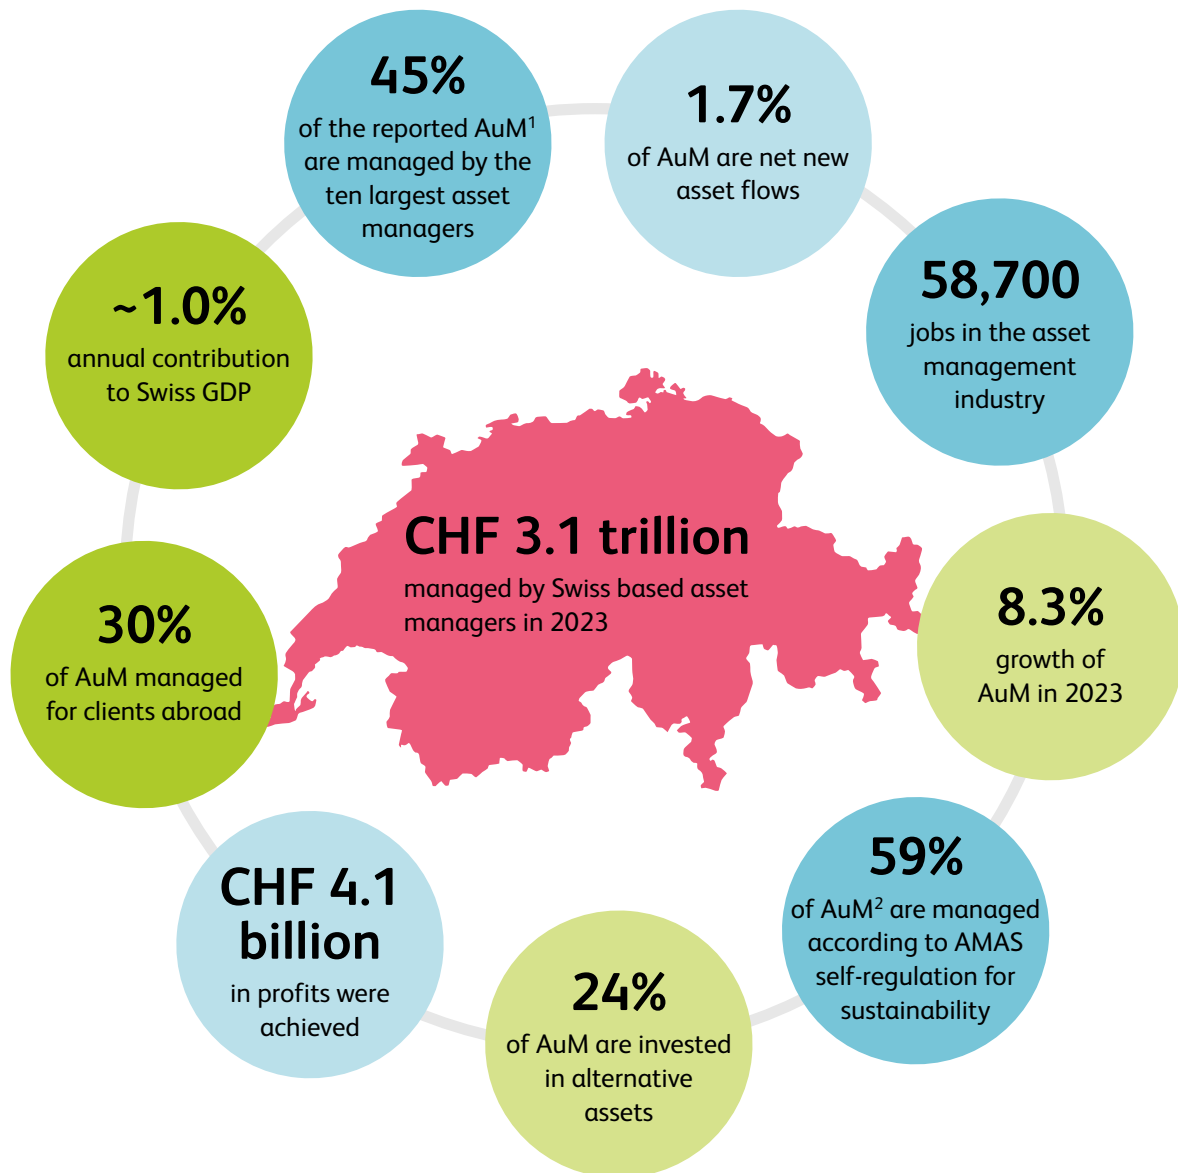 45%
of the reported AuM¹
are managed by the
ten largest asset
managers
1.7%
of AuM are net new
asset flows
58,700
jobs in the asset
management
industry
~1.0%
annual contribution
to Swiss GDP
CHF 3.1 trillion
managed by Swiss based asset
managers in 2023
8.3%
growth of
AuM in 2023
30%
of AuM managed
for clients abroad
59%
of AuM² are managed
according to AMAS
self-regulation for
sustainability
CHF 4.1
billion
in profits were
achieved
24%
of AuM are invested
in alternative
assets